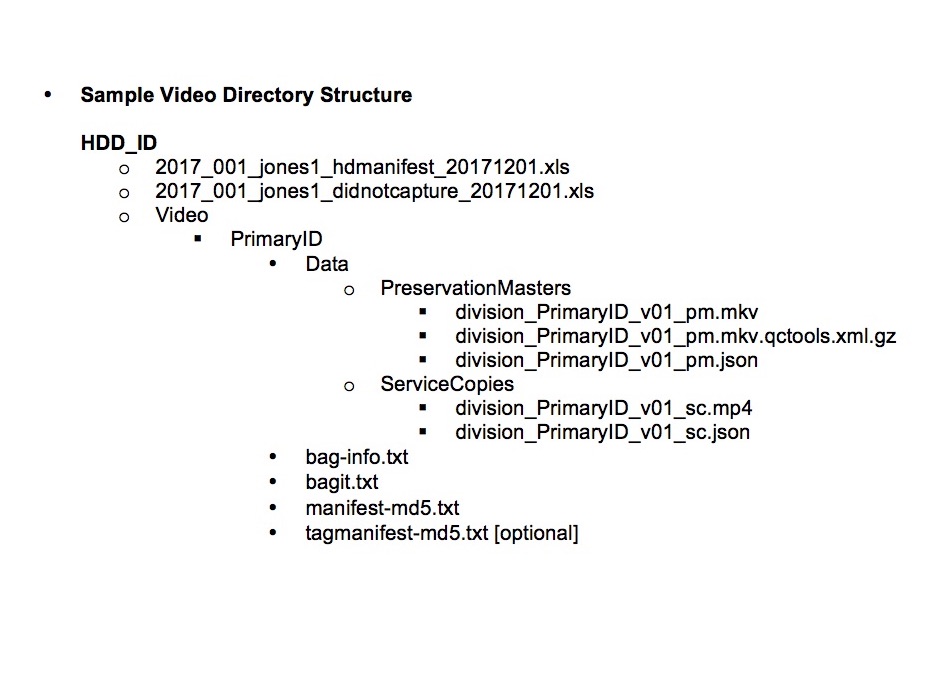 • Sample Video Directory Structure
HDD_ID
o 2017_001_jones1_hdmanifest_20171201.xls
o 2017_001_jones1_didnotcapture_20171201.xls
o Video
▪ PrimaryID
• Data
o PreservationMasters
▪ division_PrimaryID_v01_pm.mkv
▪ division_PrimaryID_v01_pm.mkv.qctools.xml.gz
▪ division_PrimaryID_v01_pm.json
o ServiceCopies
▪ division_PrimaryID_v01_sc.mp4
▪ division_PrimaryID_v01_sc.json
• bag-info.txt
• bagit.txt
• manifest-md5.txt
• tagmanifest-md5.txt [optional]